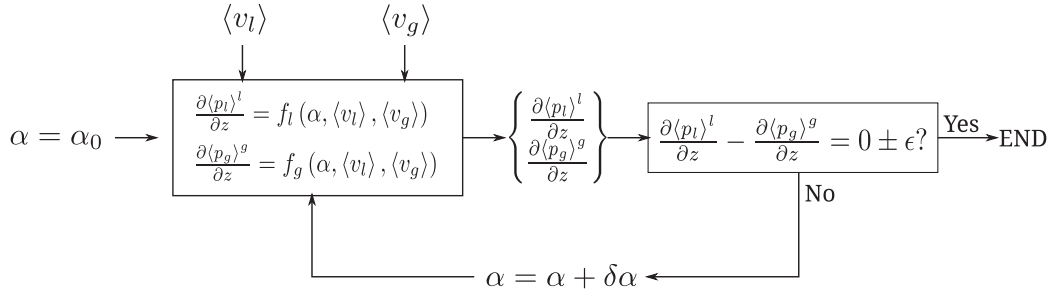 ⟨v_l⟩ ⟨v_g⟩
α = α₀
∂⟨p_l⟩^l/∂z = f_l (α, ⟨v_l⟩, ⟨v_g⟩)
∂⟨p_g⟩^g/∂z = f_g (α, ⟨v_l⟩, ⟨v_g⟩)
{∂⟨p_l⟩^l/∂z
∂⟨p_g⟩^g/∂z}
∂⟨p_l⟩^l/∂z − ∂⟨p_g⟩^g/∂z = 0 ± ϵ?
Yes
END
No
α = α + δα